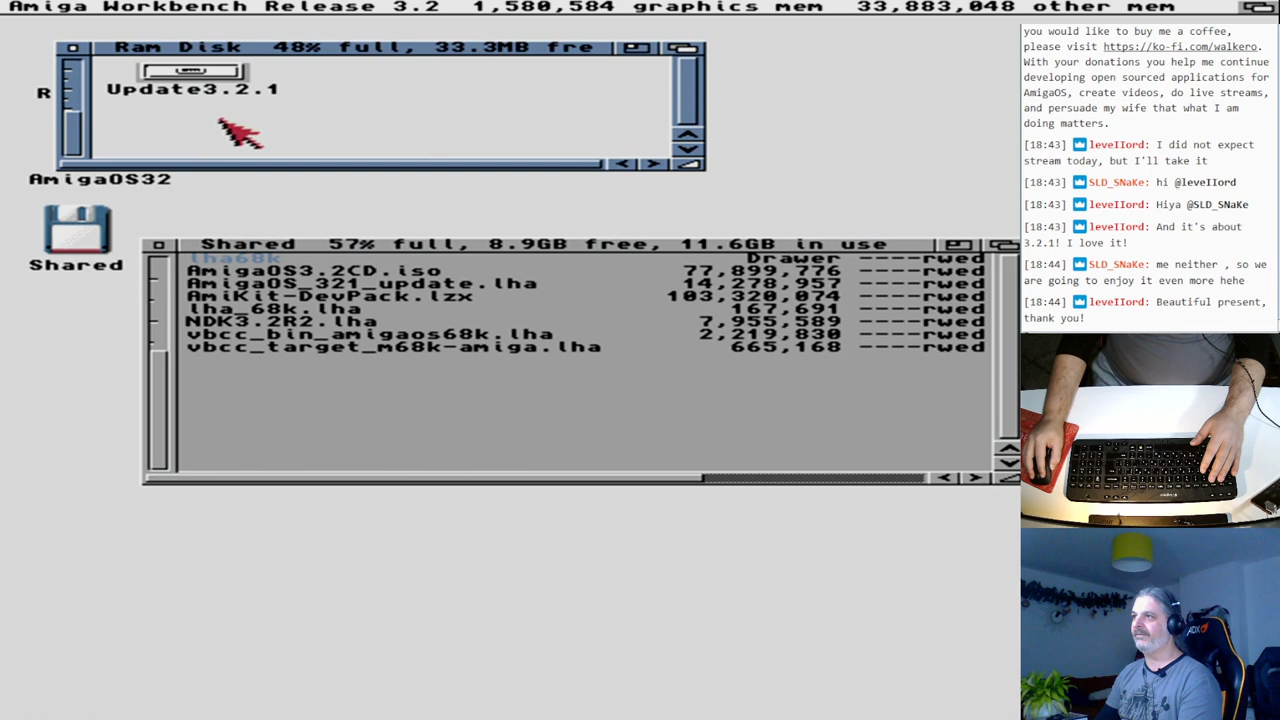 Amiga Workbench Release 3.2 1,580,584 graphics mem 33,883,048 other mem
Ram Disk 48% full, 33.3MB fre
Update3.2.1
R
AmigaOS32
Shared
Shared 57% full, 8.9GB free, 11.6GB in use
lha68k Drawer ----rwed
AmigaOS3.2CD.iso 77,899,776 ----rwed
AmigaOS_321_update.lha 14,278,957 ----rwed
AmiKit-DevPack.lzx 103,320,074 ----rwed
lha_68k.lha 167,691 ----rwed
NDK3.2R2.lha 7,955,589 ----rwed
vbcc_bin_amigaos68k.lha 2,219,830 ----rwed
vbcc_target_m68k-amiga.lha 665,168 ----rwed
you would like to buy me a coffee,
please visit https://ko-fi.com/walkero.
With your donations you help me continue
developing open sourced applications for
AmigaOS, create videos, do live streams,
and persuade my wife that what I am
doing matters.
[18:43] leveIIord: I did not expect
stream today, but I'll take it
[18:43] SLD_SNaKe: hi @leveIIord
[18:43] leveIIord: Hiya @SLD_SNaKe
[18:43] leveIIord: And it's about
3.2.1! I love it!
[18:44] SLD_SNaKe: me neither , so we
are going to enjoy it even more hehe
[18:44] leveIIord: Beautiful present,
thank you!